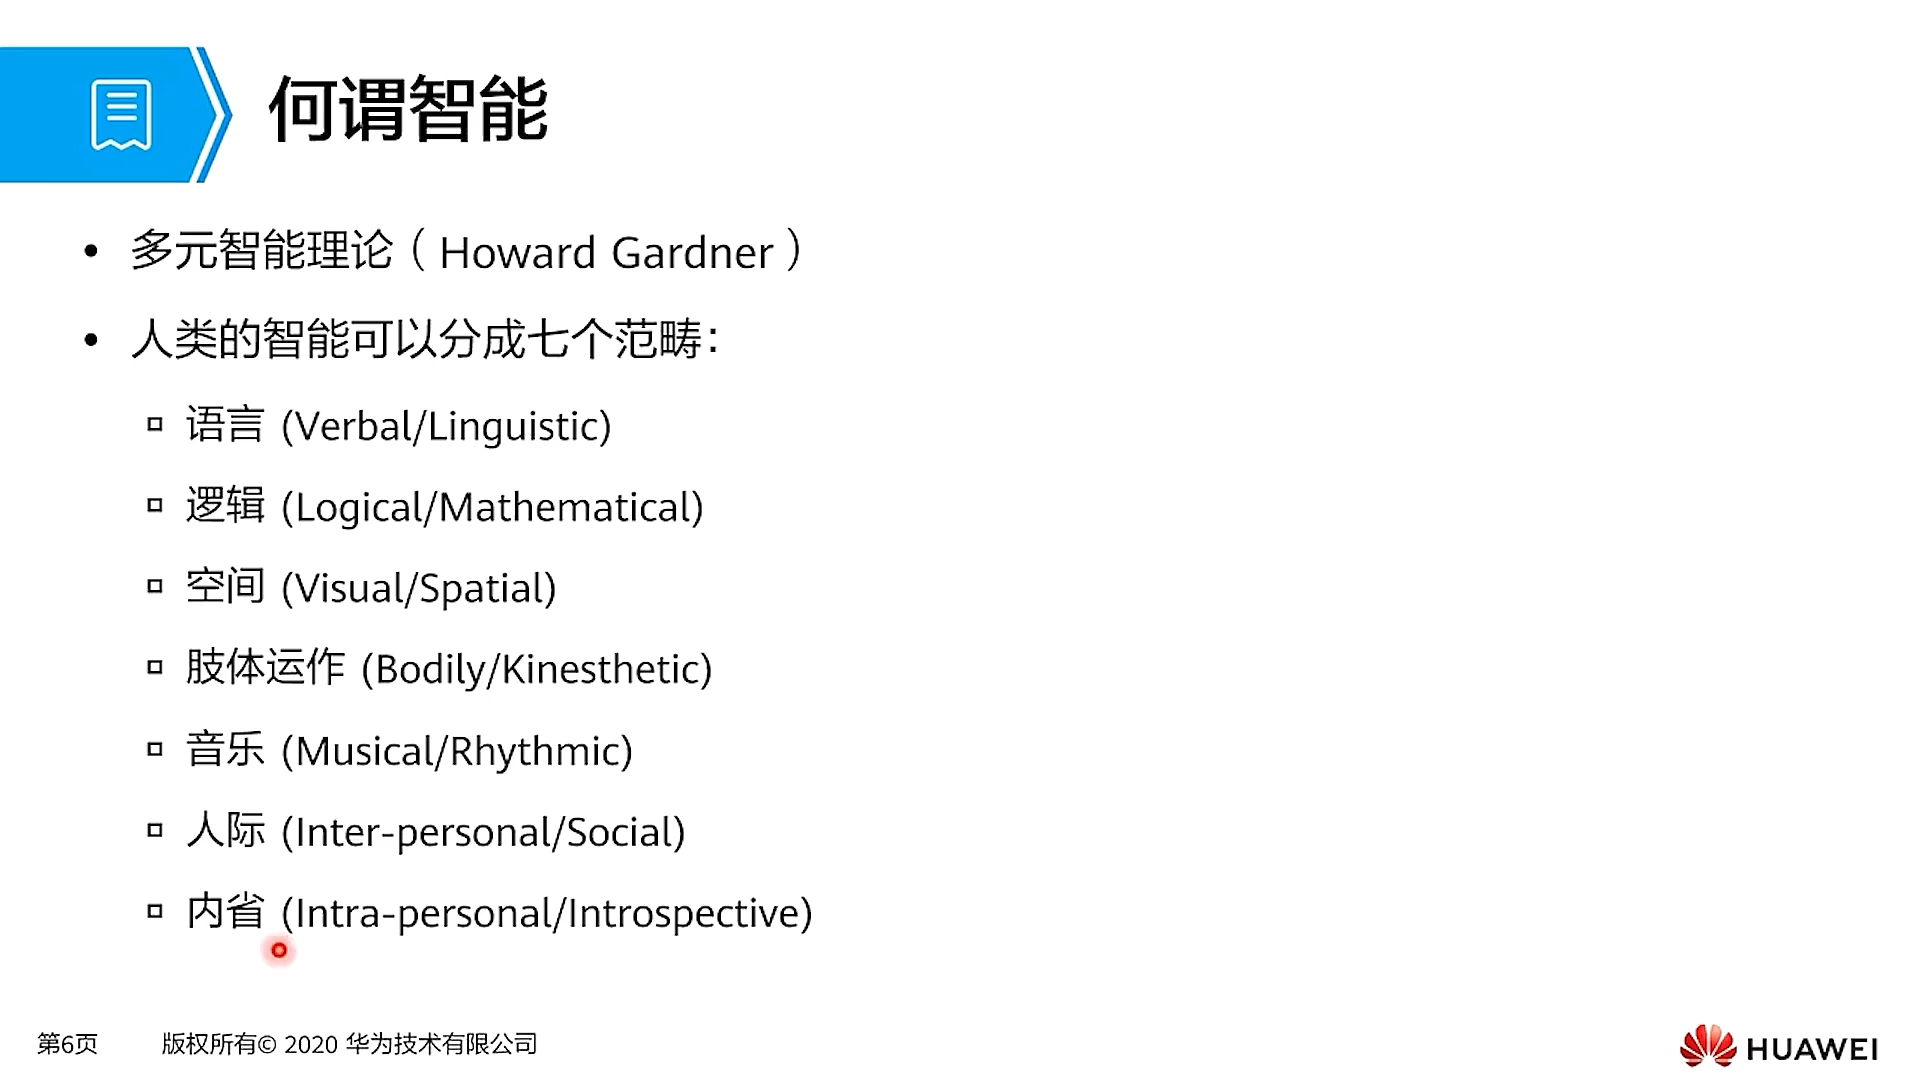 何谓智能
• 多元智能理论（Howard Gardner）
• 人类的智能可以分成七个范畴：
▫ 语言 (Verbal/Linguistic)
▫ 逻辑 (Logical/Mathematical)
▫ 空间 (Visual/Spatial)
▫ 肢体运作 (Bodily/Kinesthetic)
▫ 音乐 (Musical/Rhythmic)
▫ 人际 (Inter-personal/Social)
▫ 内省 (Intra-personal/Introspective)
第6页 版权所有© 2020 华为技术有限公司
HUAWEI